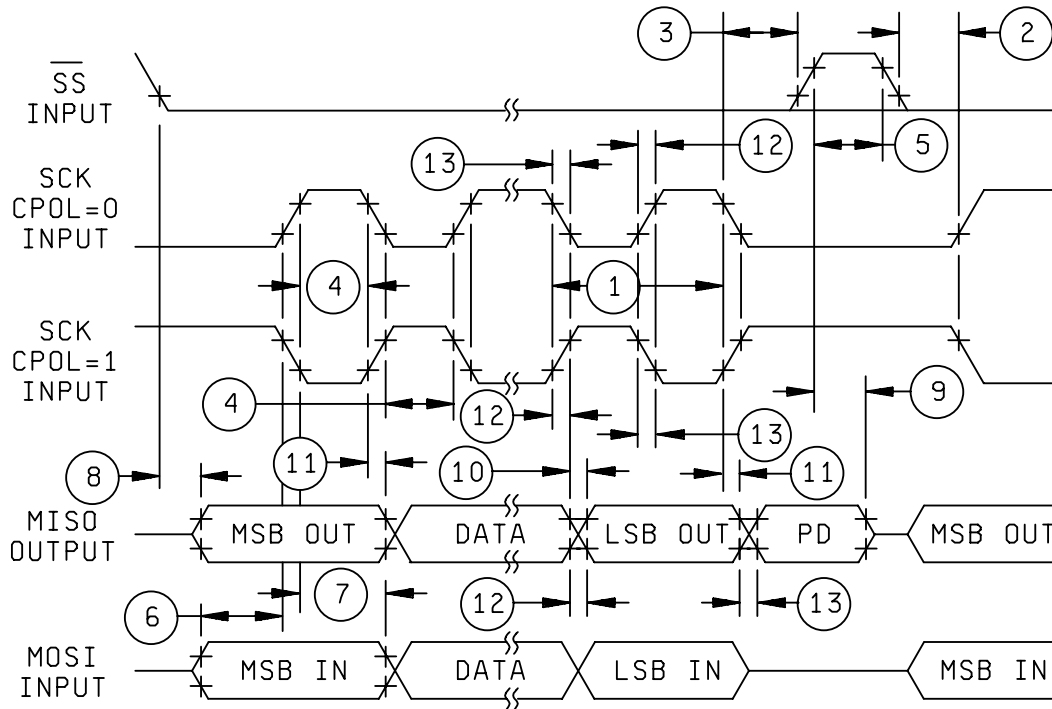 3
2
SS
INPUT
13
12
5
SCK
CPOL=0
INPUT
4
1
SCK
CPOL=1
INPUT
4
12
9
13
8
11
10
11
MISO
OUTPUT
MSB OUT
DATA
LSB OUT
PD
MSB OUT
6
7
12
13
MOSI
INPUT
MSB IN
DATA
LSB IN
MSB IN